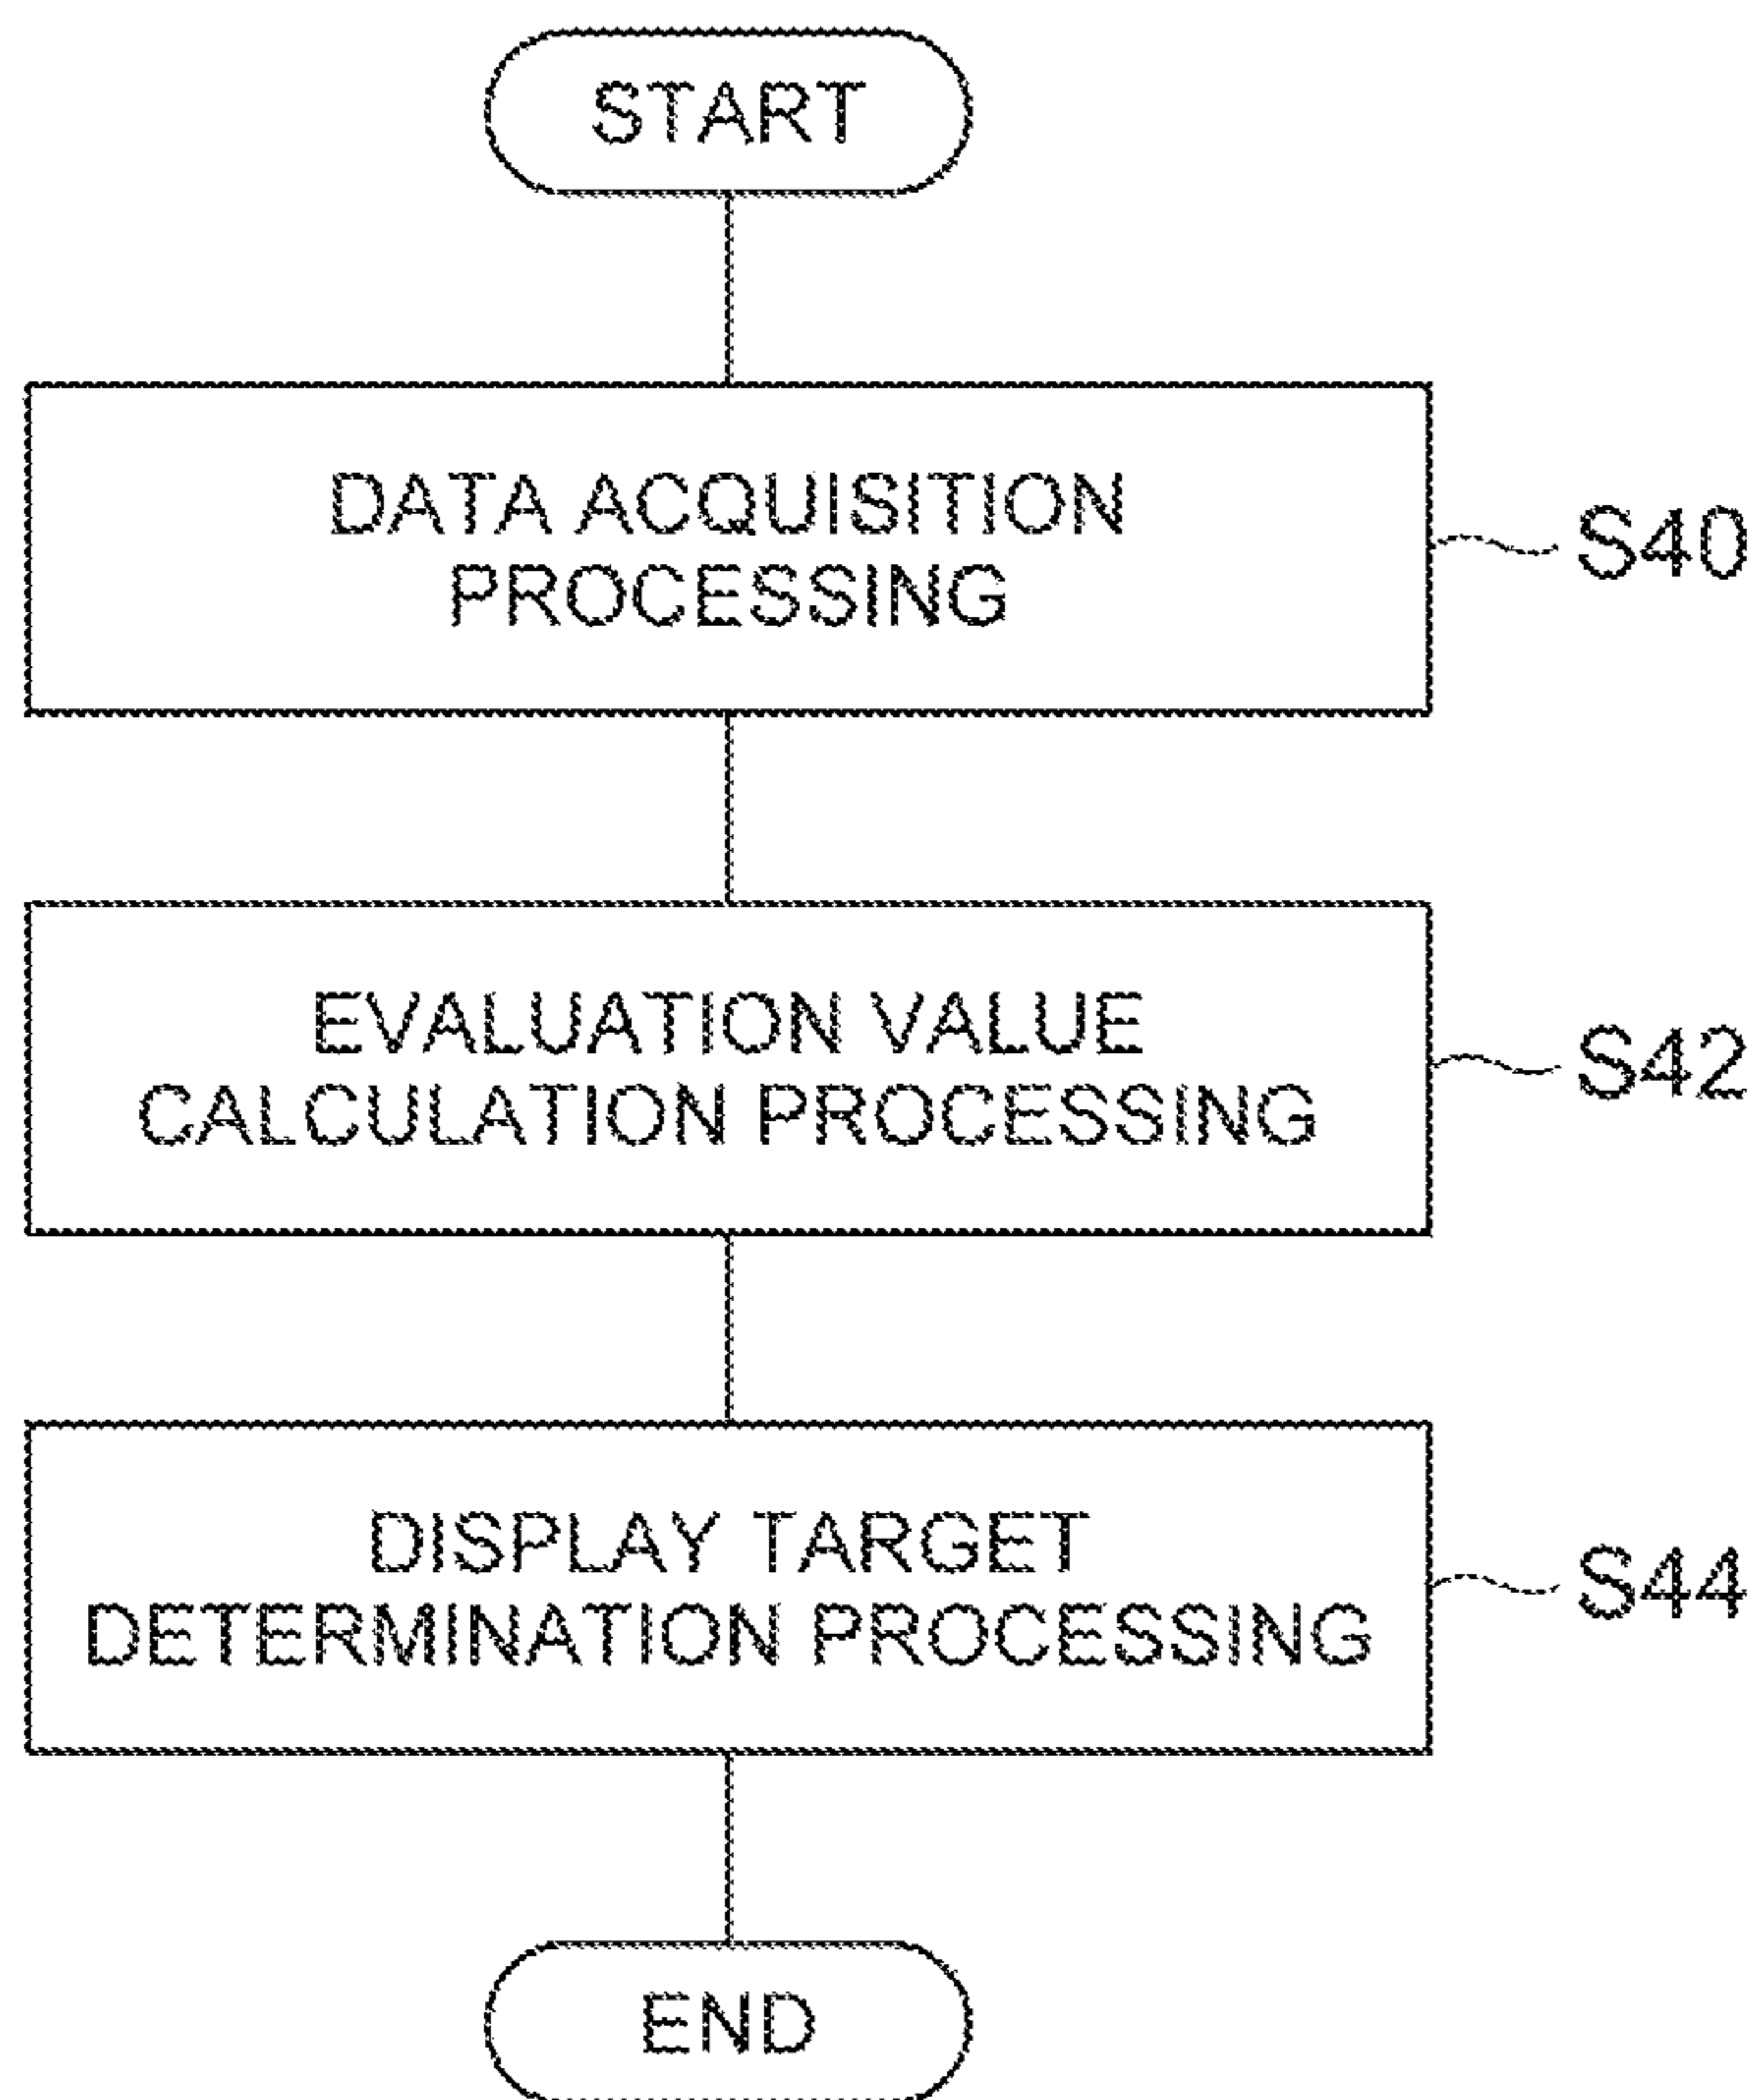 START
DATA ACQUISITION
PROCESSING
S40
EVALUATION VALUE
CALCULATION PROCESSING
S42
DISPLAY TARGET
DETERMINATION PROCESSING
S44
END